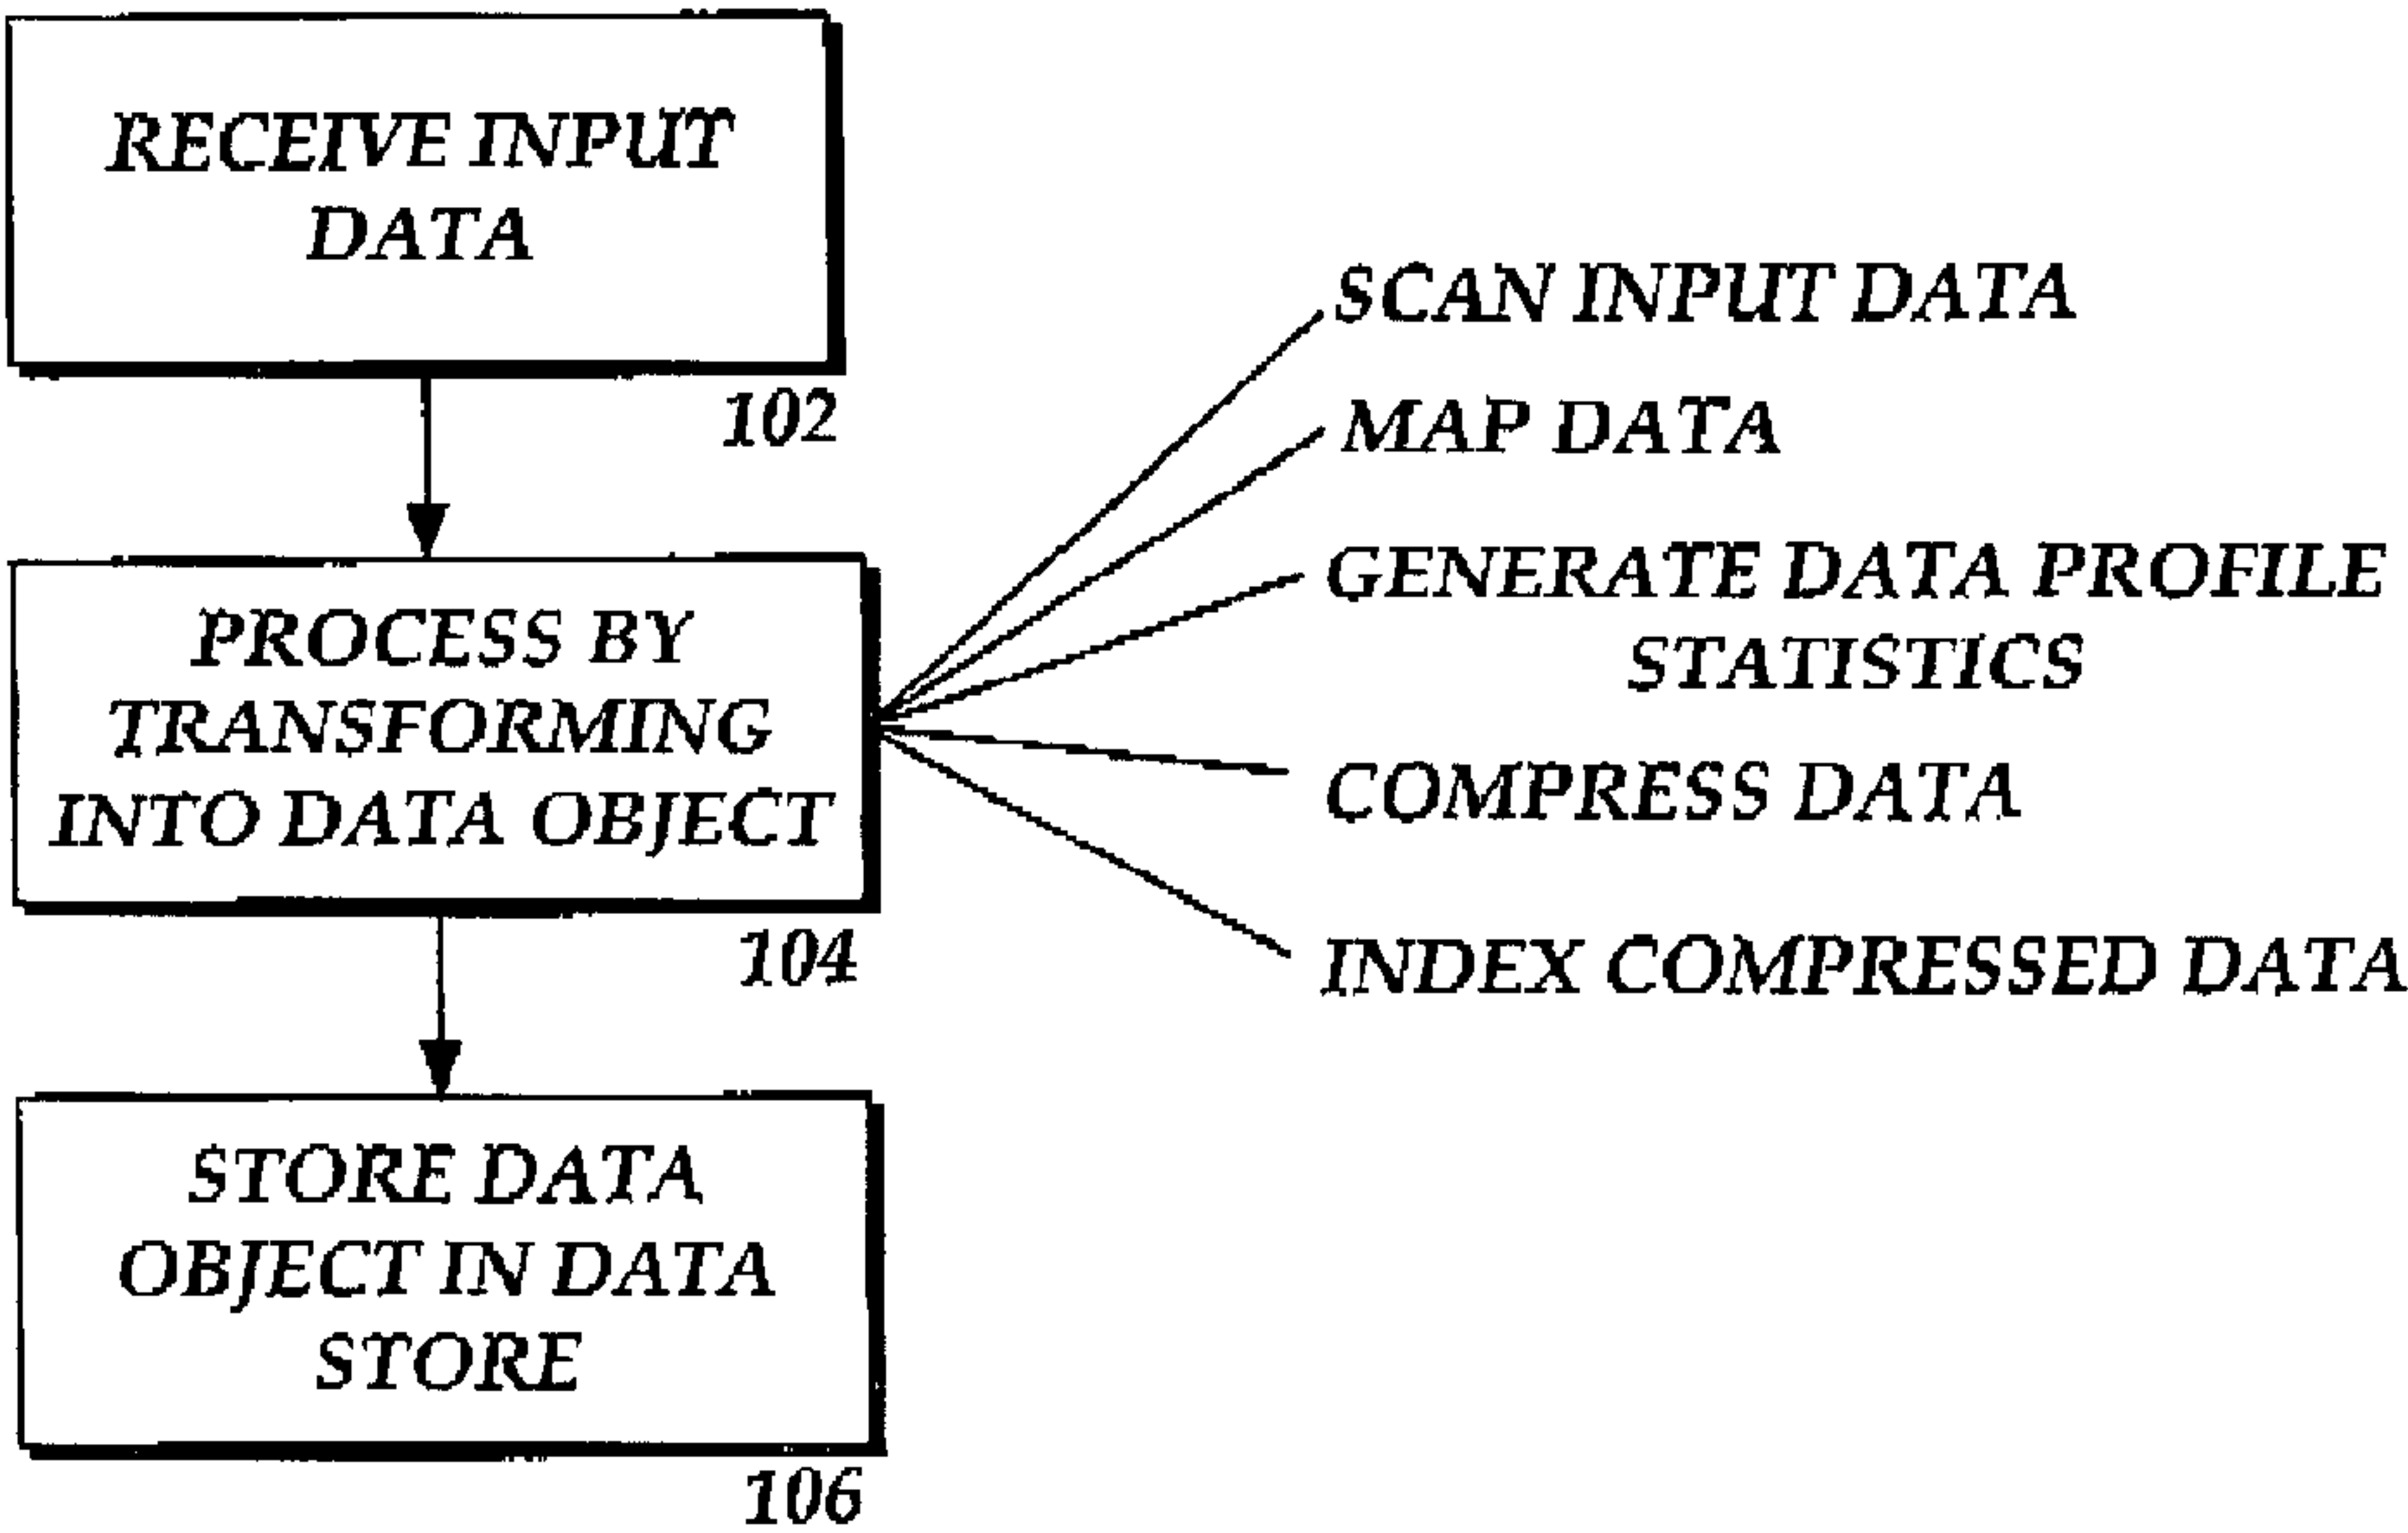 RECEIVE INPUT
DATA
102
PROCESS BY
TRANSFORMING
INTO DATA OBJECT
104
SCAN INPUT DATA
MAP DATA
GENERATE DATA PROFILE
STATISTICS
COMPRESS DATA
INDEX COMPRESSED DATA
STORE DATA
OBJECT IN DATA
STORE
106